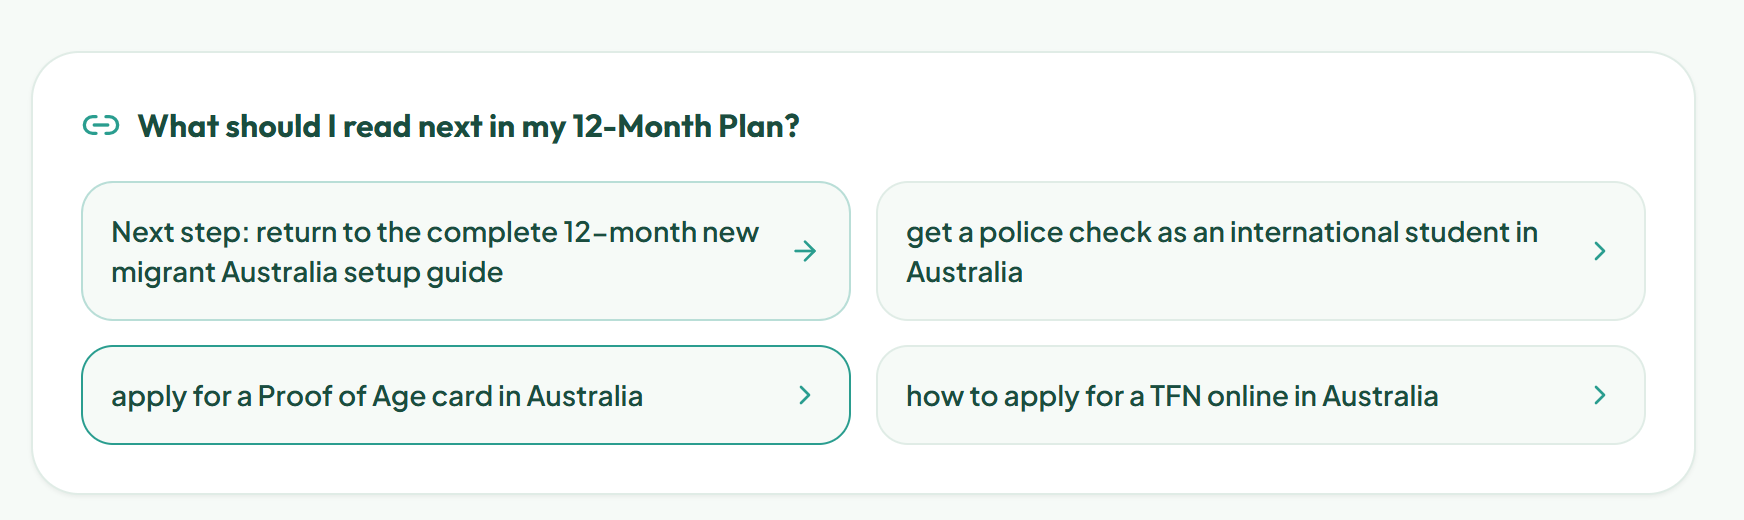 What should I read next in my 12-Month Plan?
Next step: return to the complete 12-month new
migrant Australia setup guide
get a police check as an international student in
Australia
apply for a Proof of Age card in Australia
how to apply for a TFN online in Australia